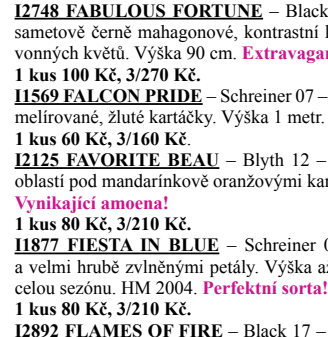 I2748 FABULOUS FORTUNE – Black
sametově černě mahagonové, kontrastní
vonných květů. Výška 90 cm. Extravagan
1 kus 100 Kč, 3/270 Kč.
I1569 FALCON PRIDE – Schreiner 07 –
melírované, žluté kartáčky. Výška 1 metr.
1 kus 60 Kč, 3/160 Kč.
I2125 FAVORITE BEAU – Blyth 12 –
oblastí pod mandarínkově oranžovými kar
Vynikající amoena!
1 kus 80 Kč, 3/210 Kč.
I1877 FIESTA IN BLUE – Schreiner
a velmi hrubě zvlněnými petály. Výška až
celou sezónu. HM 2004. Perfektní sorta!
1 kus 80 Kč, 3/210 Kč.
I2892 FLAMES OF FIRE – Black 17 –